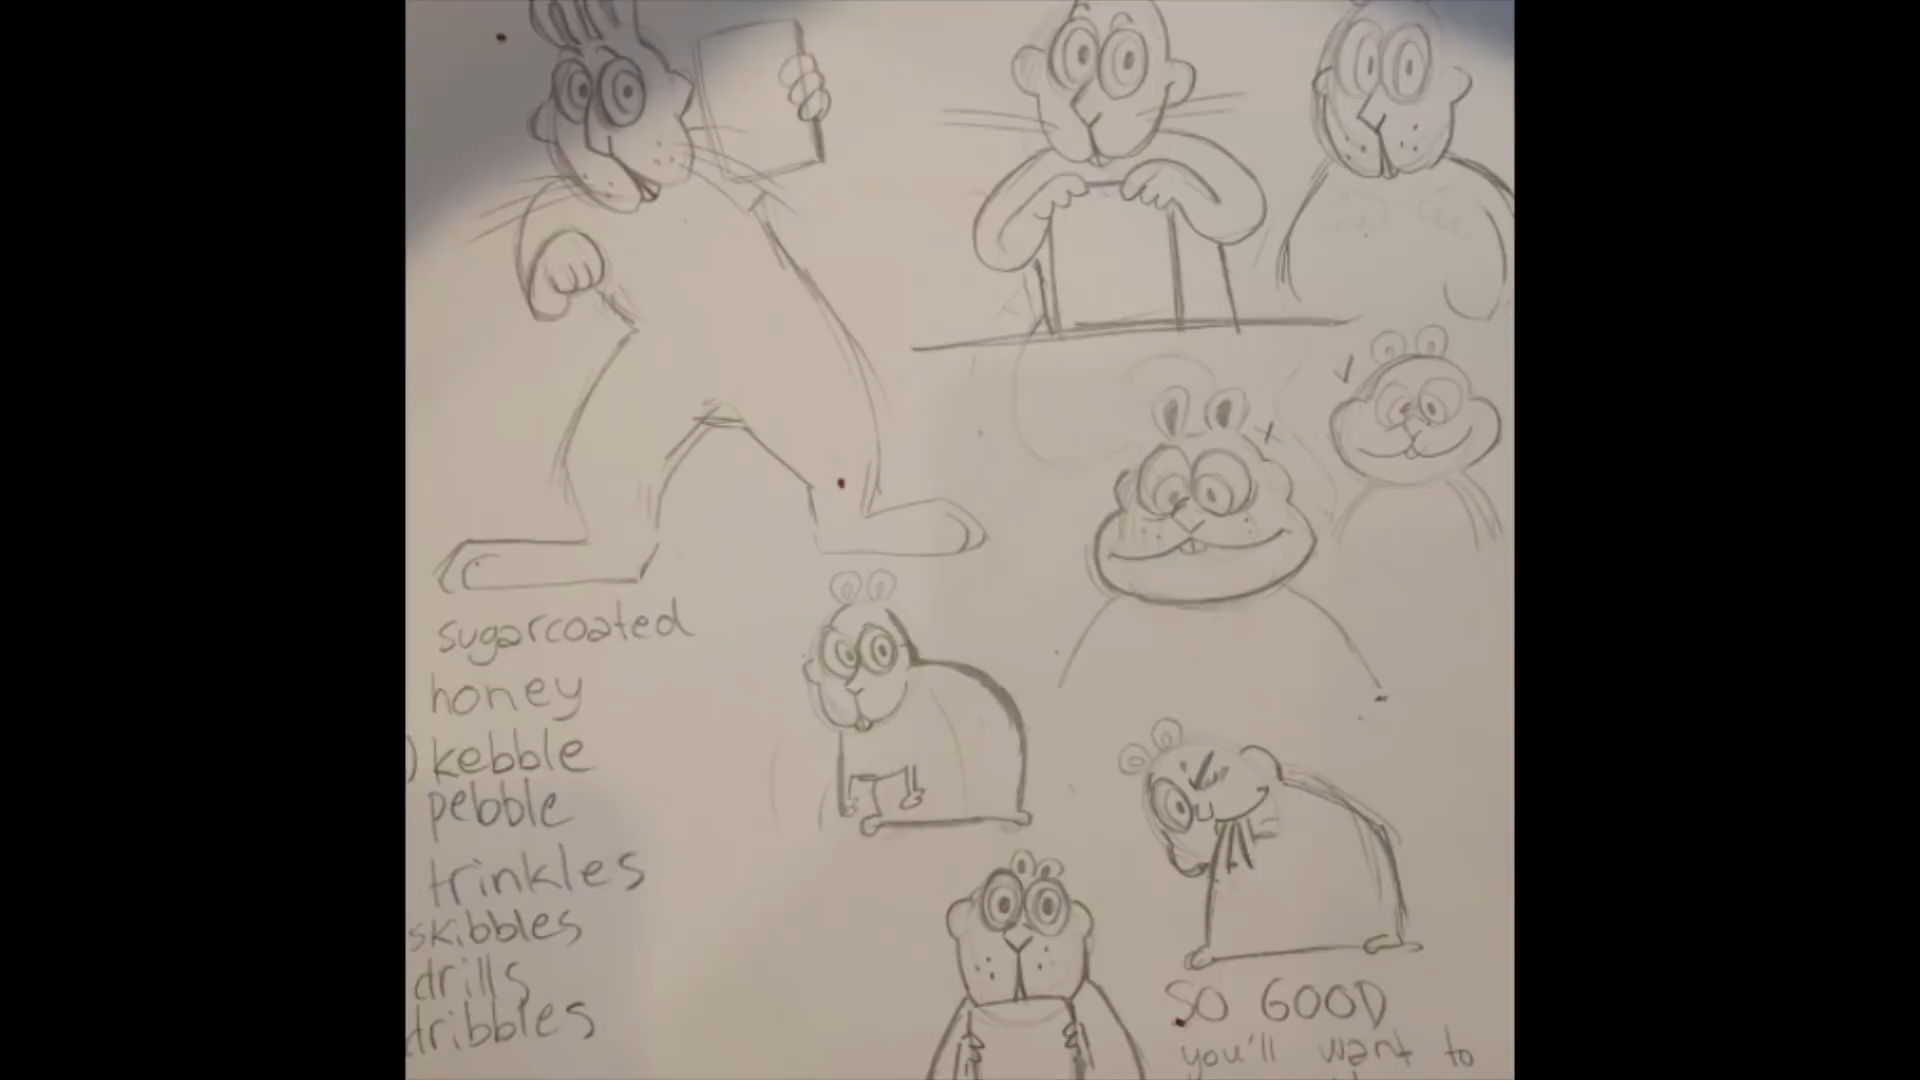 sugarcoated
honey
) kebble
pebble
trinkles
skibbles
drills
dribbles
SO GOOD
you'll want to